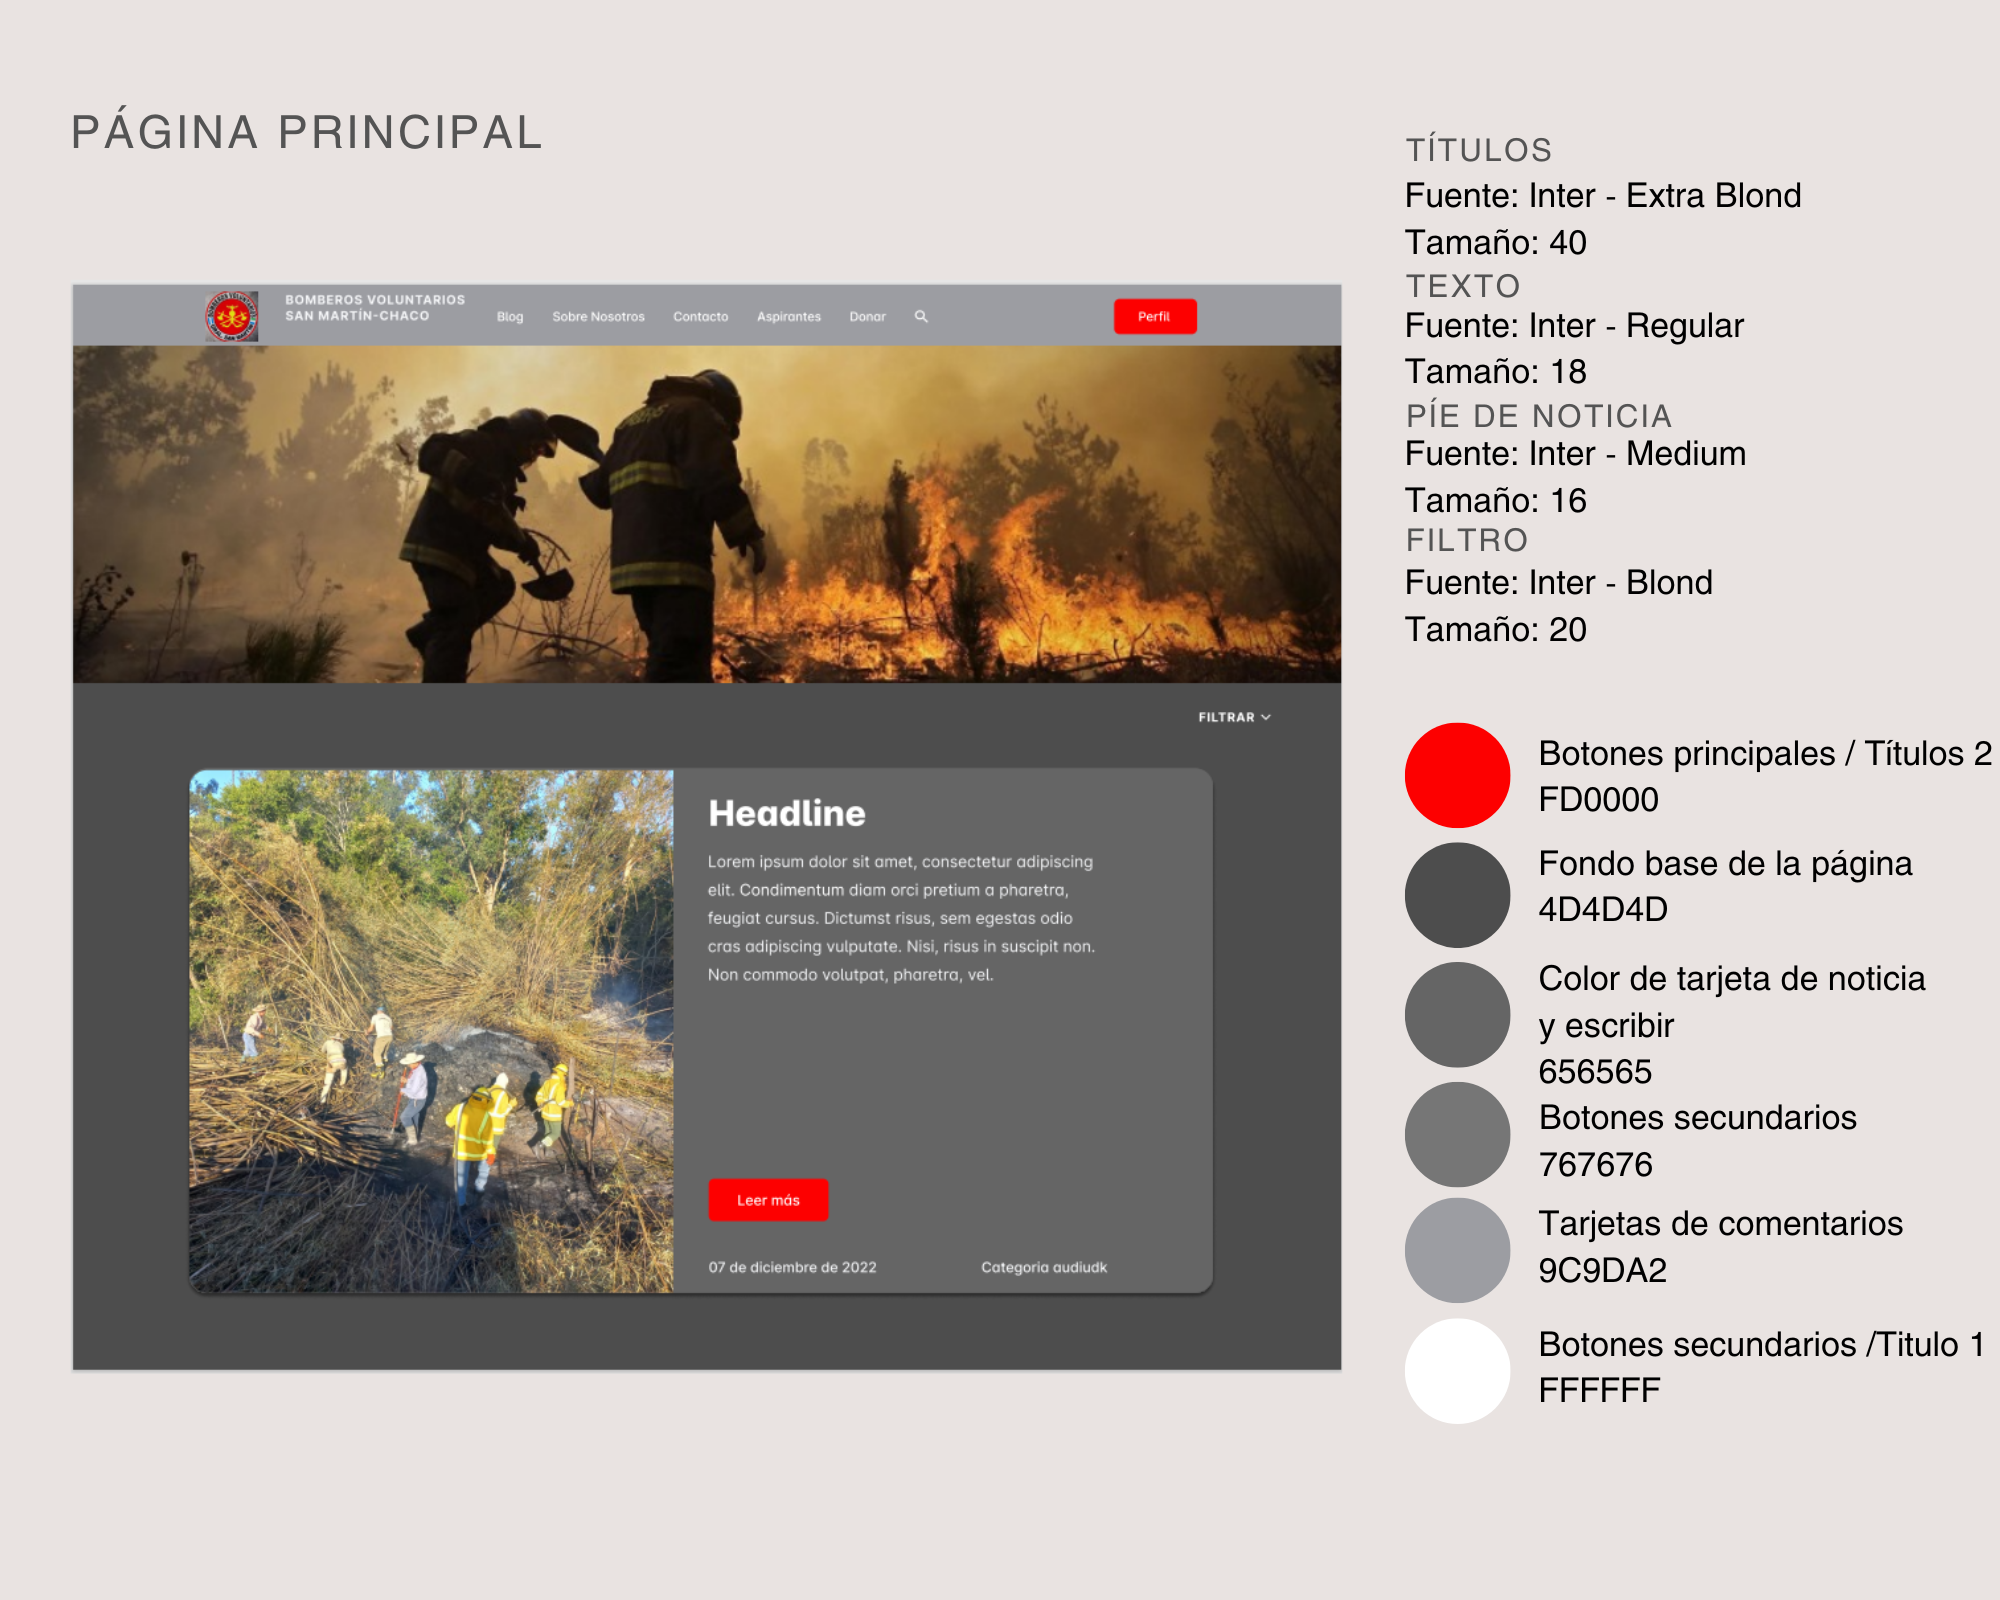 PÁGINA PRINCIPAL
BOMBEROS VOLUNTARIOS
SAN MARTÍN-CHACO
Blog
Sobre Nosotros
Contacto
Aspirantes
Donar
Perfil
FILTRAR
Headline
Lorem ipsum dolor sit amet, consectetur adipiscing
elit. Condimentum diam orci pretium a pharetra,
feugiat cursus. Dictumst risus, sem egestas odio
cras adipiscing vulputate. Nisi, risus in suscipit non.
Non commodo volutpat, pharetra, vel.
Leer más
07 de diciembre de 2022
Categoria audiudk
TÍTULOS
Fuente: Inter - Extra Blond
Tamaño: 40
TEXTO
Fuente: Inter - Regular
Tamaño: 18
PÍE DE NOTICIA
Fuente: Inter - Medium
Tamaño: 16
FILTRO
Fuente: Inter - Blond
Tamaño: 20
Botones principales / Títulos 2
FD0000
Fondo base de la página
4D4D4D
Color de tarjeta de noticia
y escribir
656565
Botones secundarios
767676
Tarjetas de comentarios
9C9DA2
Botones secundarios /Titulo 1
FFFFFF